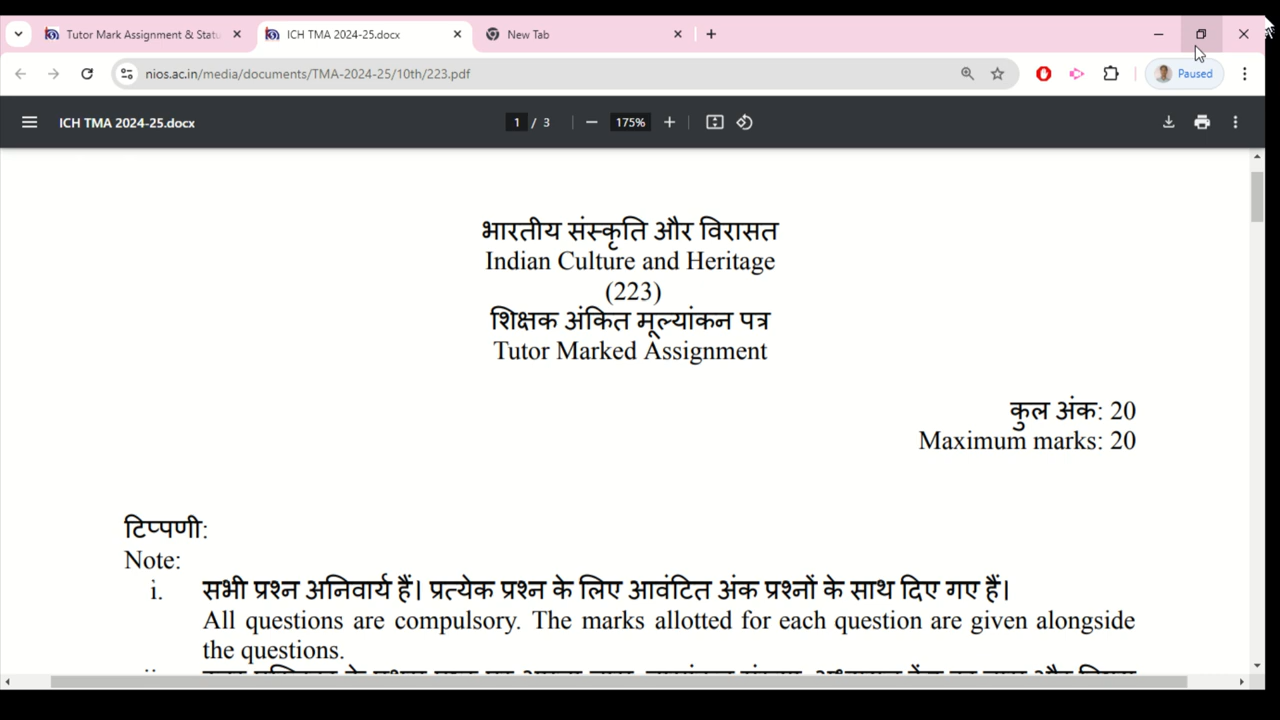 Tutor Mark Assignment & Statu
ICH TMA 2024-25.docx
New Tab
nios.ac.in/media/documents/TMA-2024-25/10th/223.pdf
Paused
ICH TMA 2024-25.docx
1 / 3
175%
भारतीय संस्कृति और विरासत
Indian Culture and Heritage
(223)
शिक्षक अंकित मूल्यांकन पत्र
Tutor Marked Assignment
कुल अंक: 20
Maximum marks: 20
टिप्पणी:
Note:
i. सभी प्रश्न अनिवार्य हैं। प्रत्येक प्रश्न के लिए आवंटित अंक प्रश्नों के साथ दिए गए हैं।
All questions are compulsory. The marks allotted for each question are given alongside
the questions.